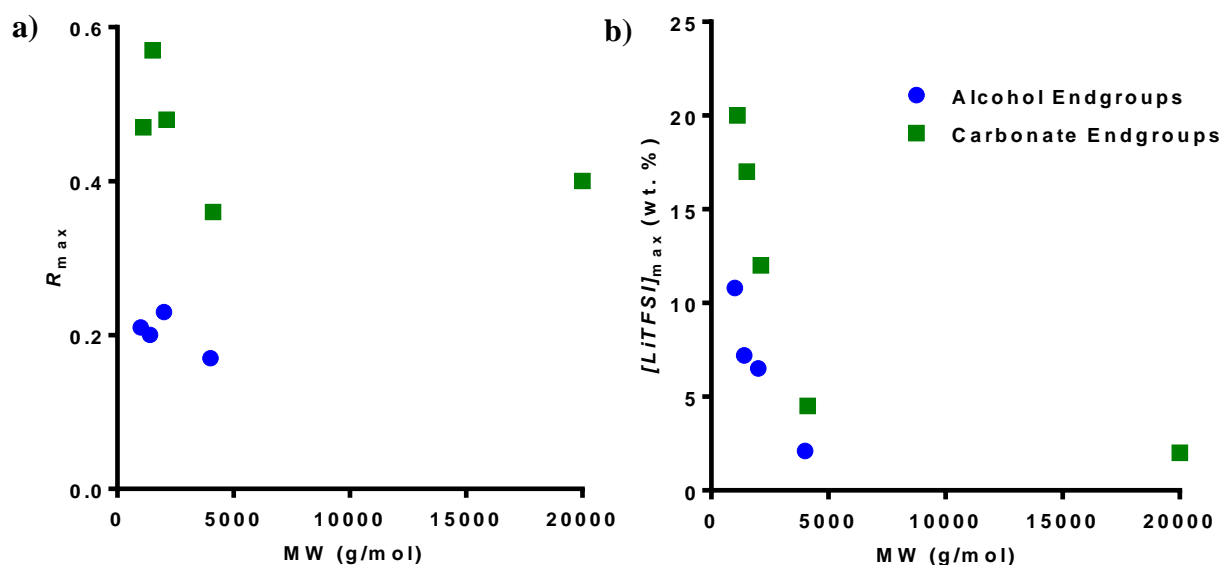 a)
0.6
0.4
0.2
0.0
Rmax
0 5000 10000 15000 20000
MW (g/mol)
b)
25
20
15
10
5
0
[LiTFSI]max (wt. %)
Alcohol Endgroups
Carbonate Endgroups
0 5000 10000 15000 20000
MW (g/mol)